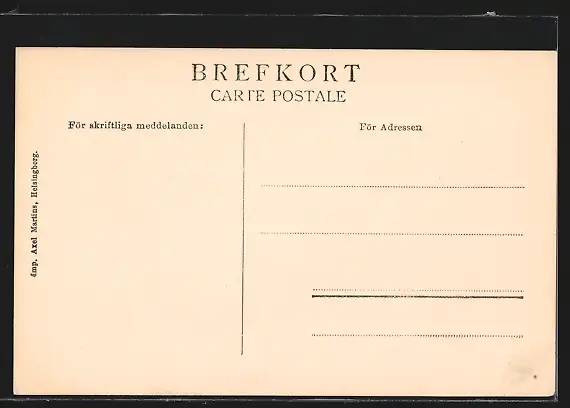 BREFKORT
CARTE POSTALE
För skriftliga meddelanden:
För Adressen
Imp. Axel Martins, Helsingborg.